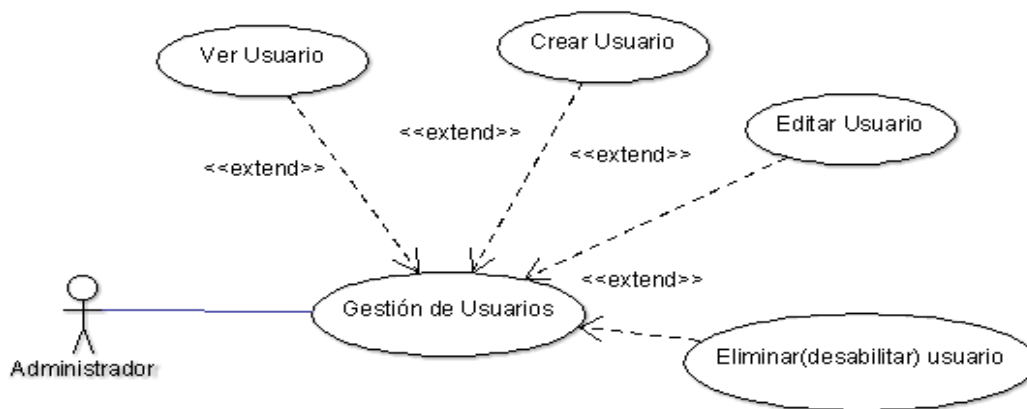 Crear Usuario
Ver Usuario
Editar Usuario
<<extend>>
<<extend>>
<<extend>>
<<extend>>
Gestión de Usuarios
Eliminar(desabilitar) usuario
Administrador